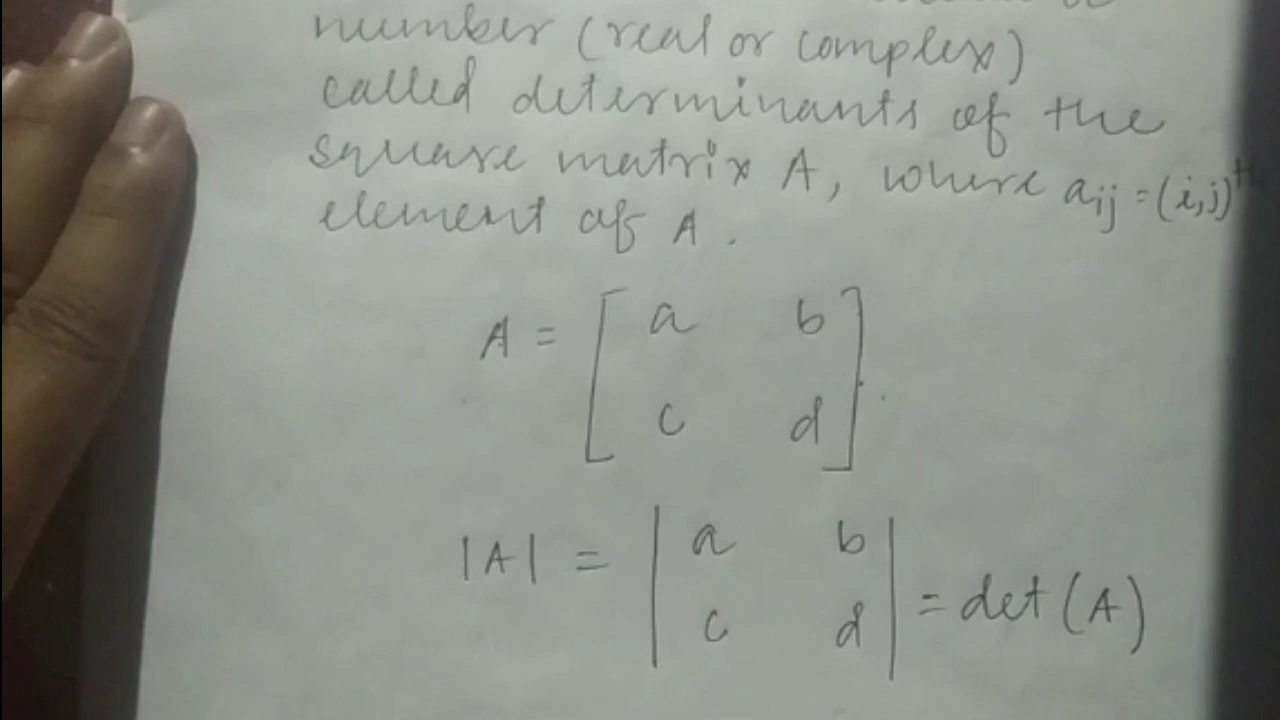 number (real or complex)
called determinants of the
square matrix A, where aij = (i,j)th
element of A.
A = [ a b
c d ].
|A| = | a b
c d | = det (A)